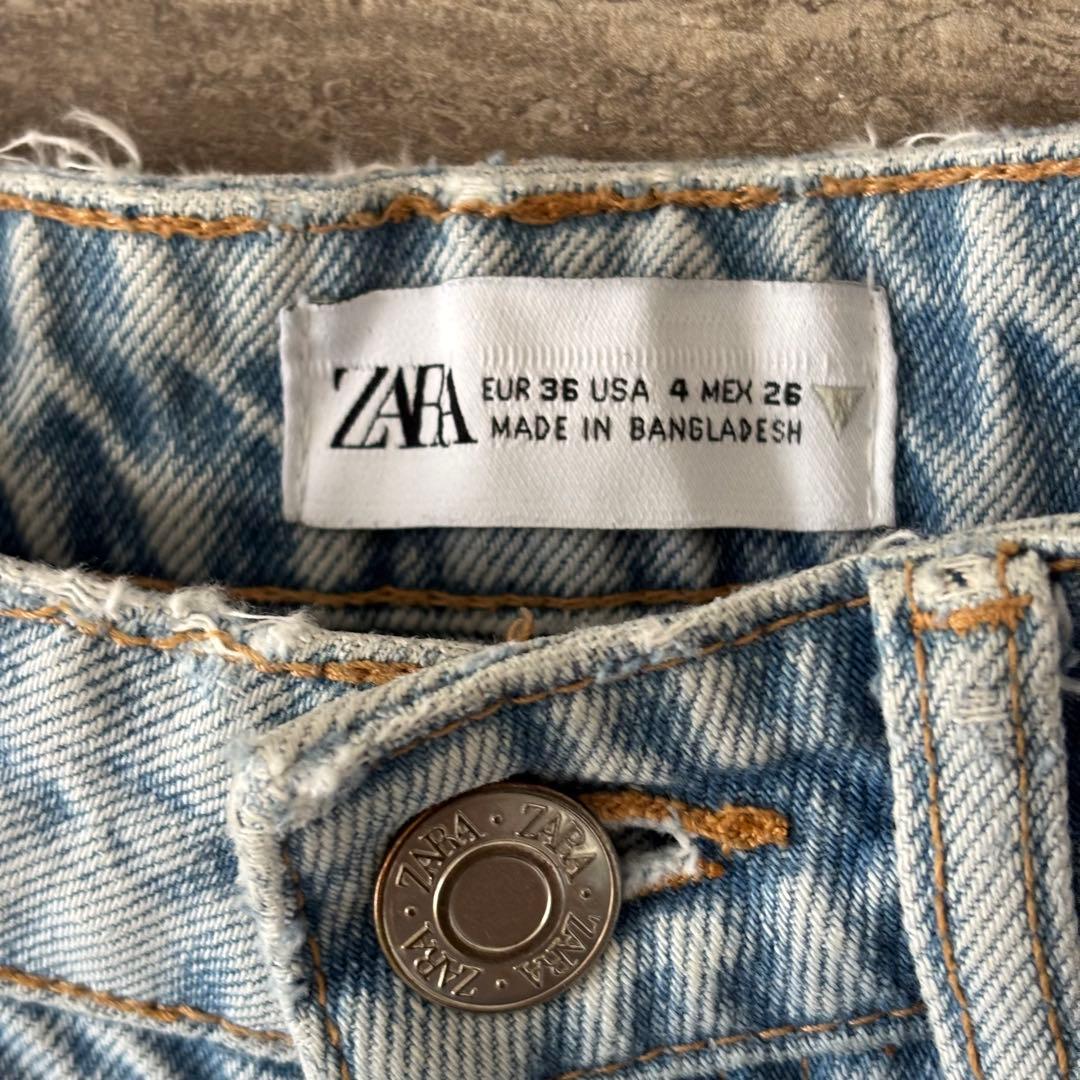 ZARA
EUR 36 USA 4 MEX 26
MADE IN BANGLADESH
ZARA · ZARA · ZARA · ZARA ·